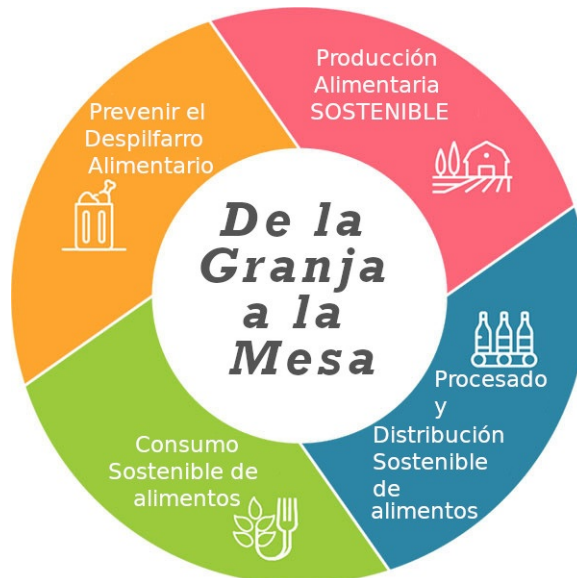 De la
Granja
a la
Mesa
Producción
Alimentaria
SOSTENIBLE
Procesado
y
Distribución
Sostenible
de
alimentos
Consumo
Sostenible de
alimentos
Prevenir el
Despilfarro
Alimentario